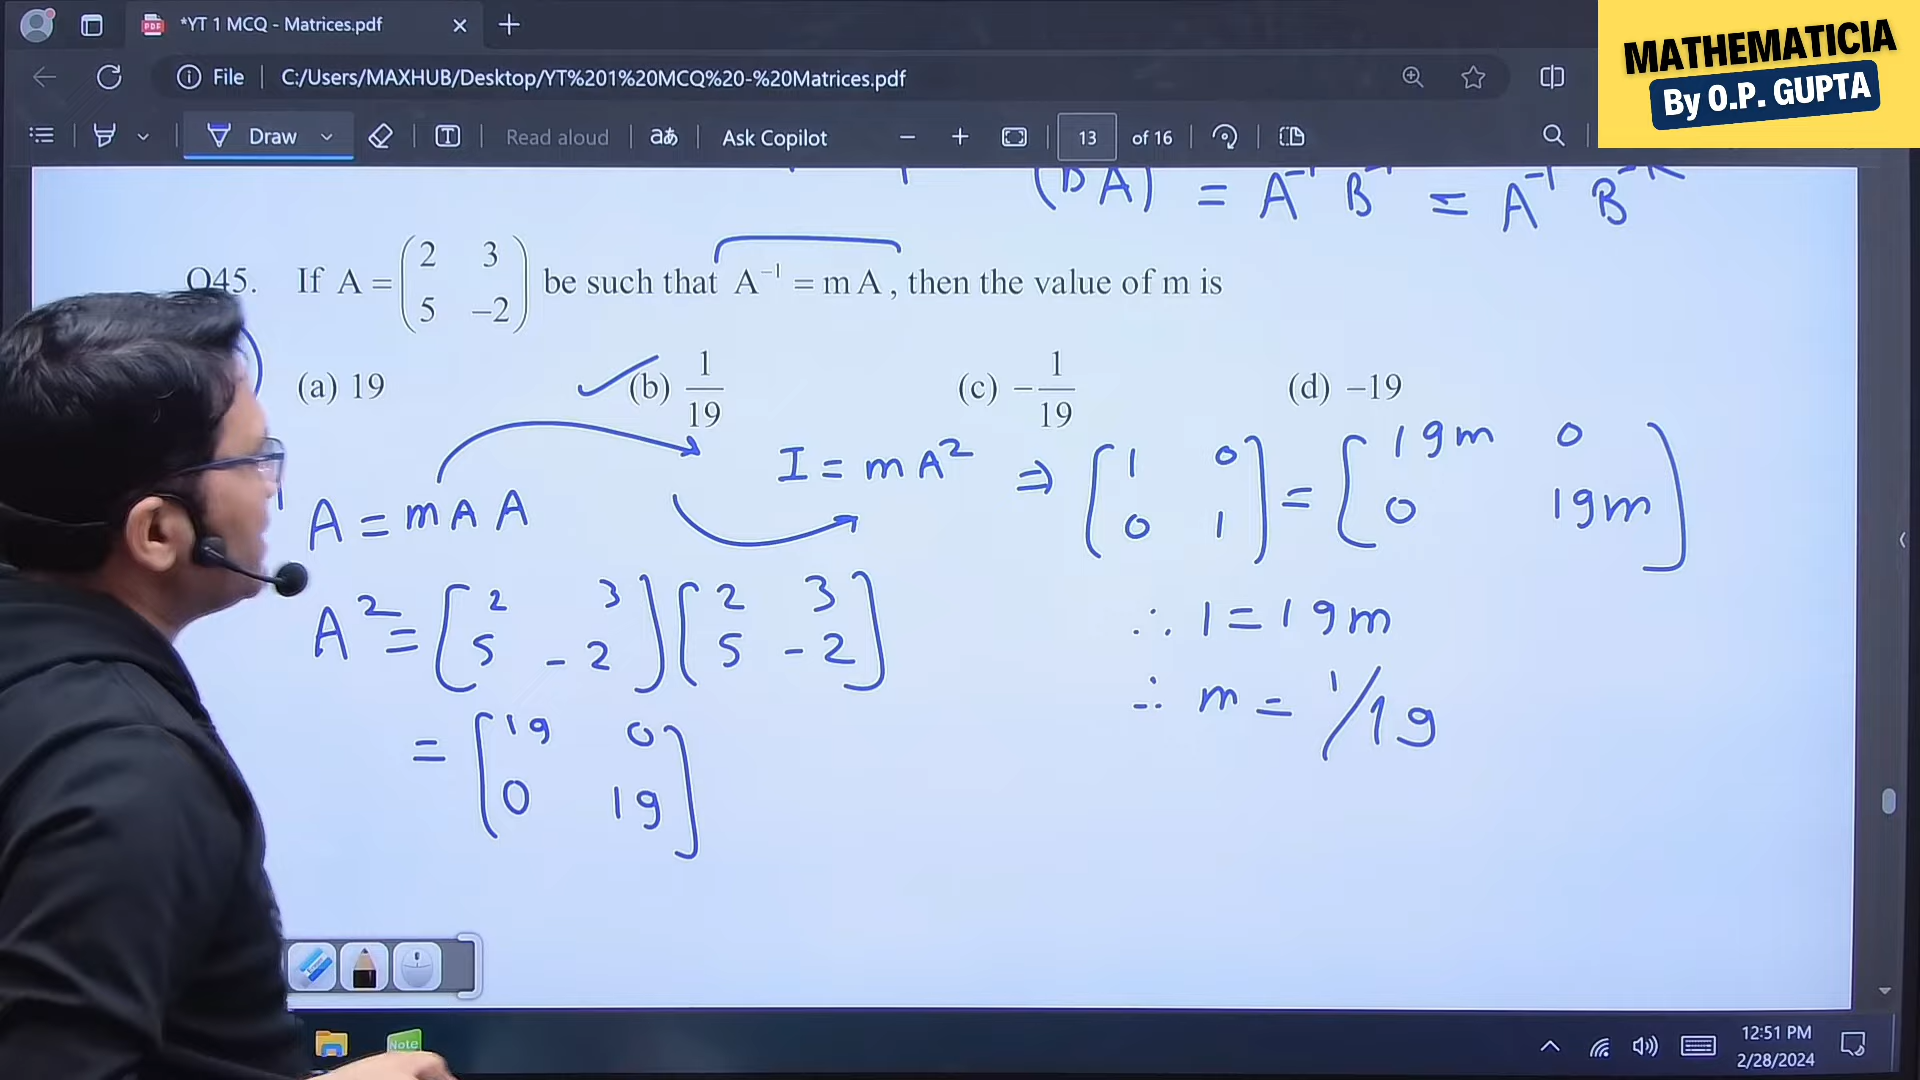 *YT 1 MCQ - Matrices.pdf
File | C:/Users/MAXHUB/Desktop/YT%201%20MCQ%20-%20Matrices.pdf
MATHEMATICIA
By O.P. GUPTA
Draw
Read aloud
aあ
Ask Copilot
13 of 16
= A⁻¹ B⁻¹ = A⁻¹ B
Q45. If A = (2 3 5 –2) be such that A⁻¹ = m A, then the value of m is
(a) 19 (b) 1/19 (c) –1/19 (d) –19
A = m A A
I = m A² ⇒ [1 0 0 1] = [19m 0 0 19m]
A² = [2 3 5 -2] [2 3 5 -2]
= [19 0 0 19]
∴ 1 = 19m
∴ m = 1/19
Note
12:51 PM
2/28/2024